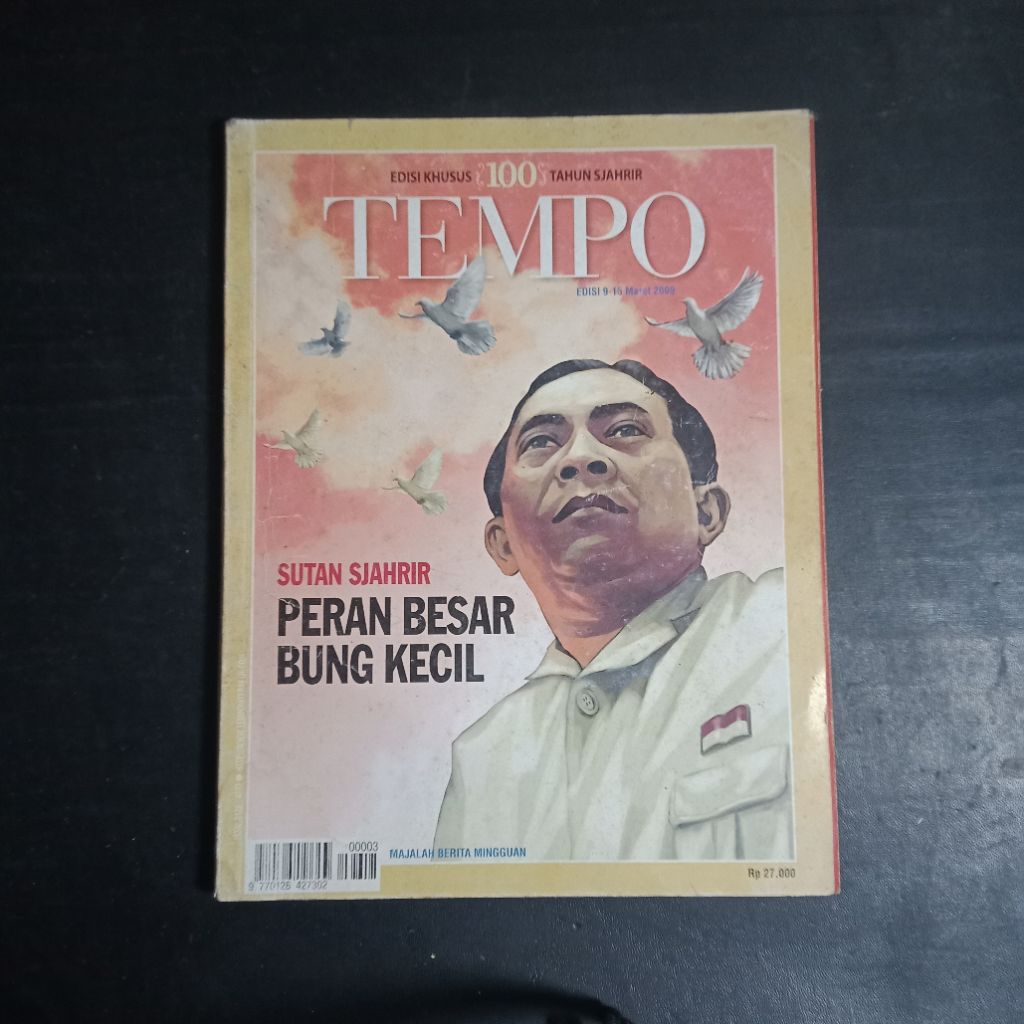 EDISI KHUSUS 100 TAHUN SJAHRIR
TEMPO
EDISI 9-15 Maret 2009
SUTAN SJAHRIR
PERAN BESAR
BUNG KECIL
00003
9 770126 427302
MAJALAH BERITA MINGGUAN
Rp 27.000